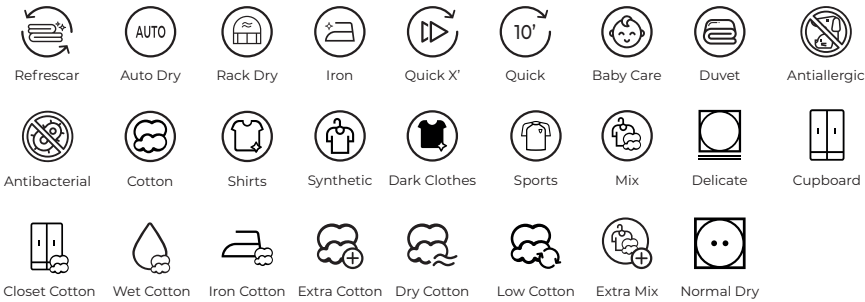 AUTO
10'
Refrescar Auto Dry Rack Dry Iron Quick X' Quick Baby Care Duvet Antiallergic
Antibacterial Cotton Shirts Synthetic Dark Clothes Sports Mix Delicate Cupboard
Closet Cotton Wet Cotton Iron Cotton Extra Cotton Dry Cotton Low Cotton Extra Mix Normal Dry